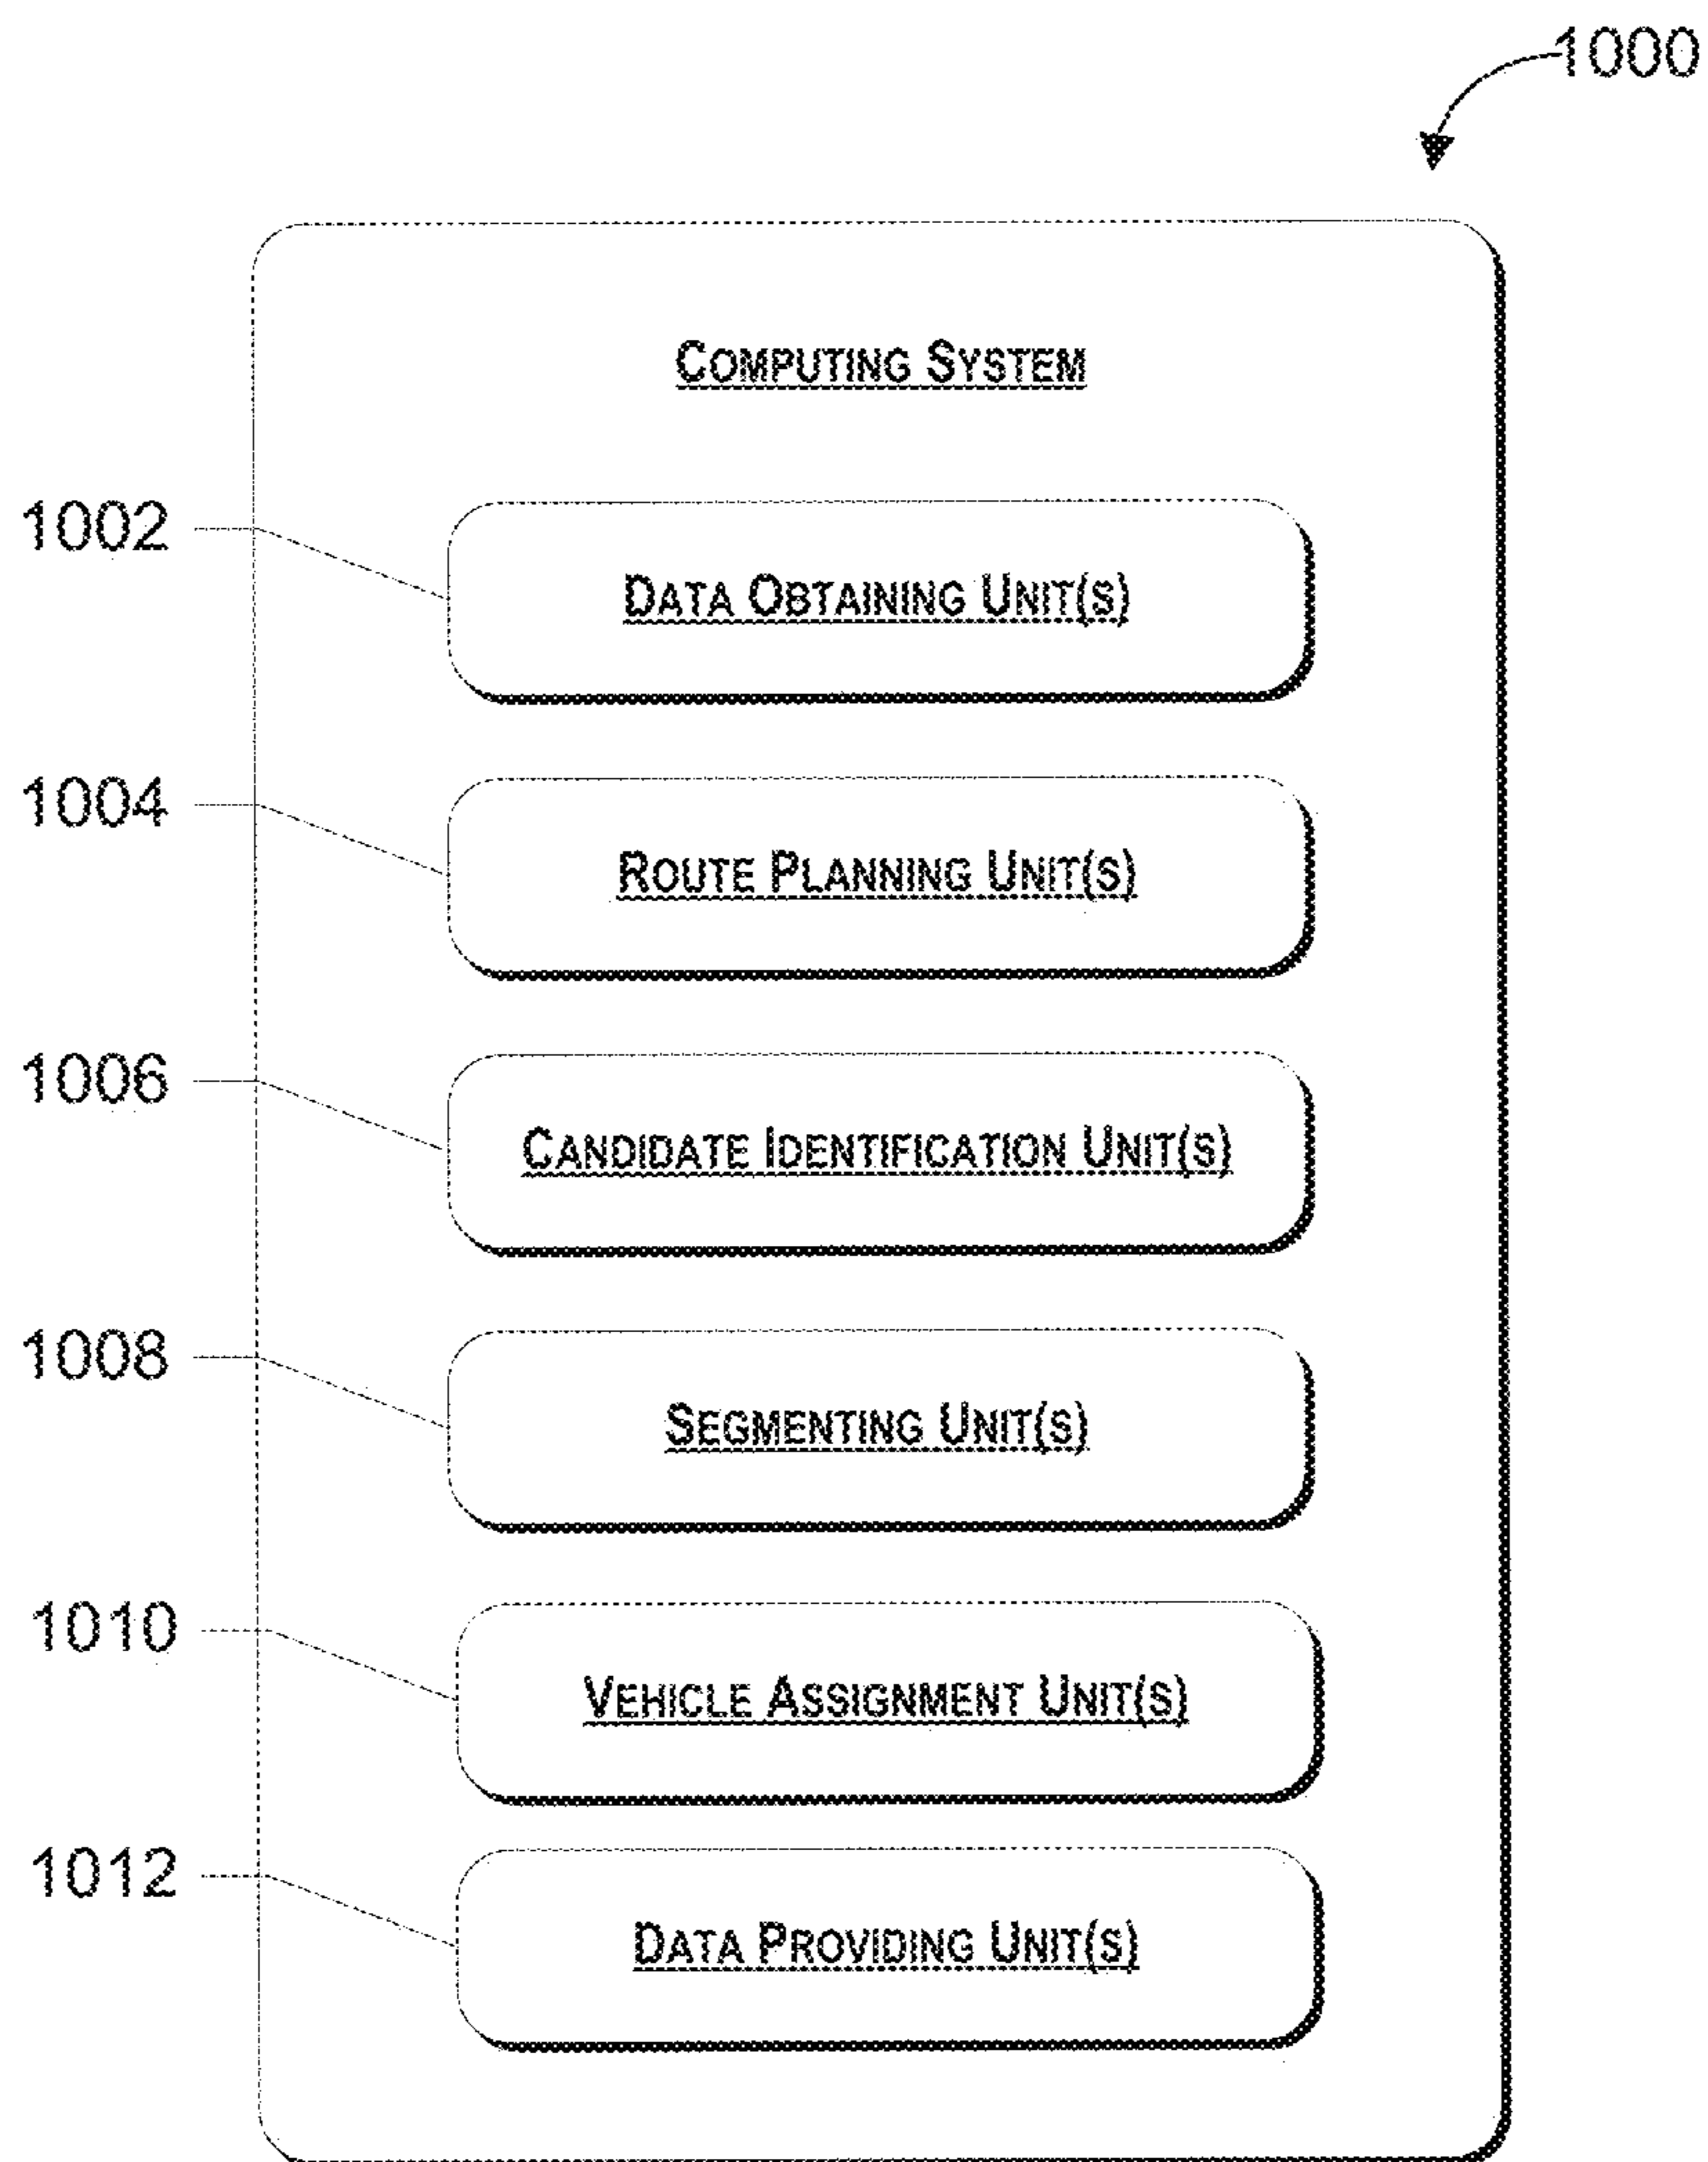 1000
COMPUTING SYSTEM
1002
DATA OBTAINING UNIT(S)
1004
ROUTE PLANNING UNIT(S)
1006
CANDIDATE IDENTIFICATION UNIT(S)
1008
SEGMENTING UNIT(S)
1010
VEHICLE ASSIGNMENT UNIT(S)
1012
DATA PROVIDING UNIT(S)